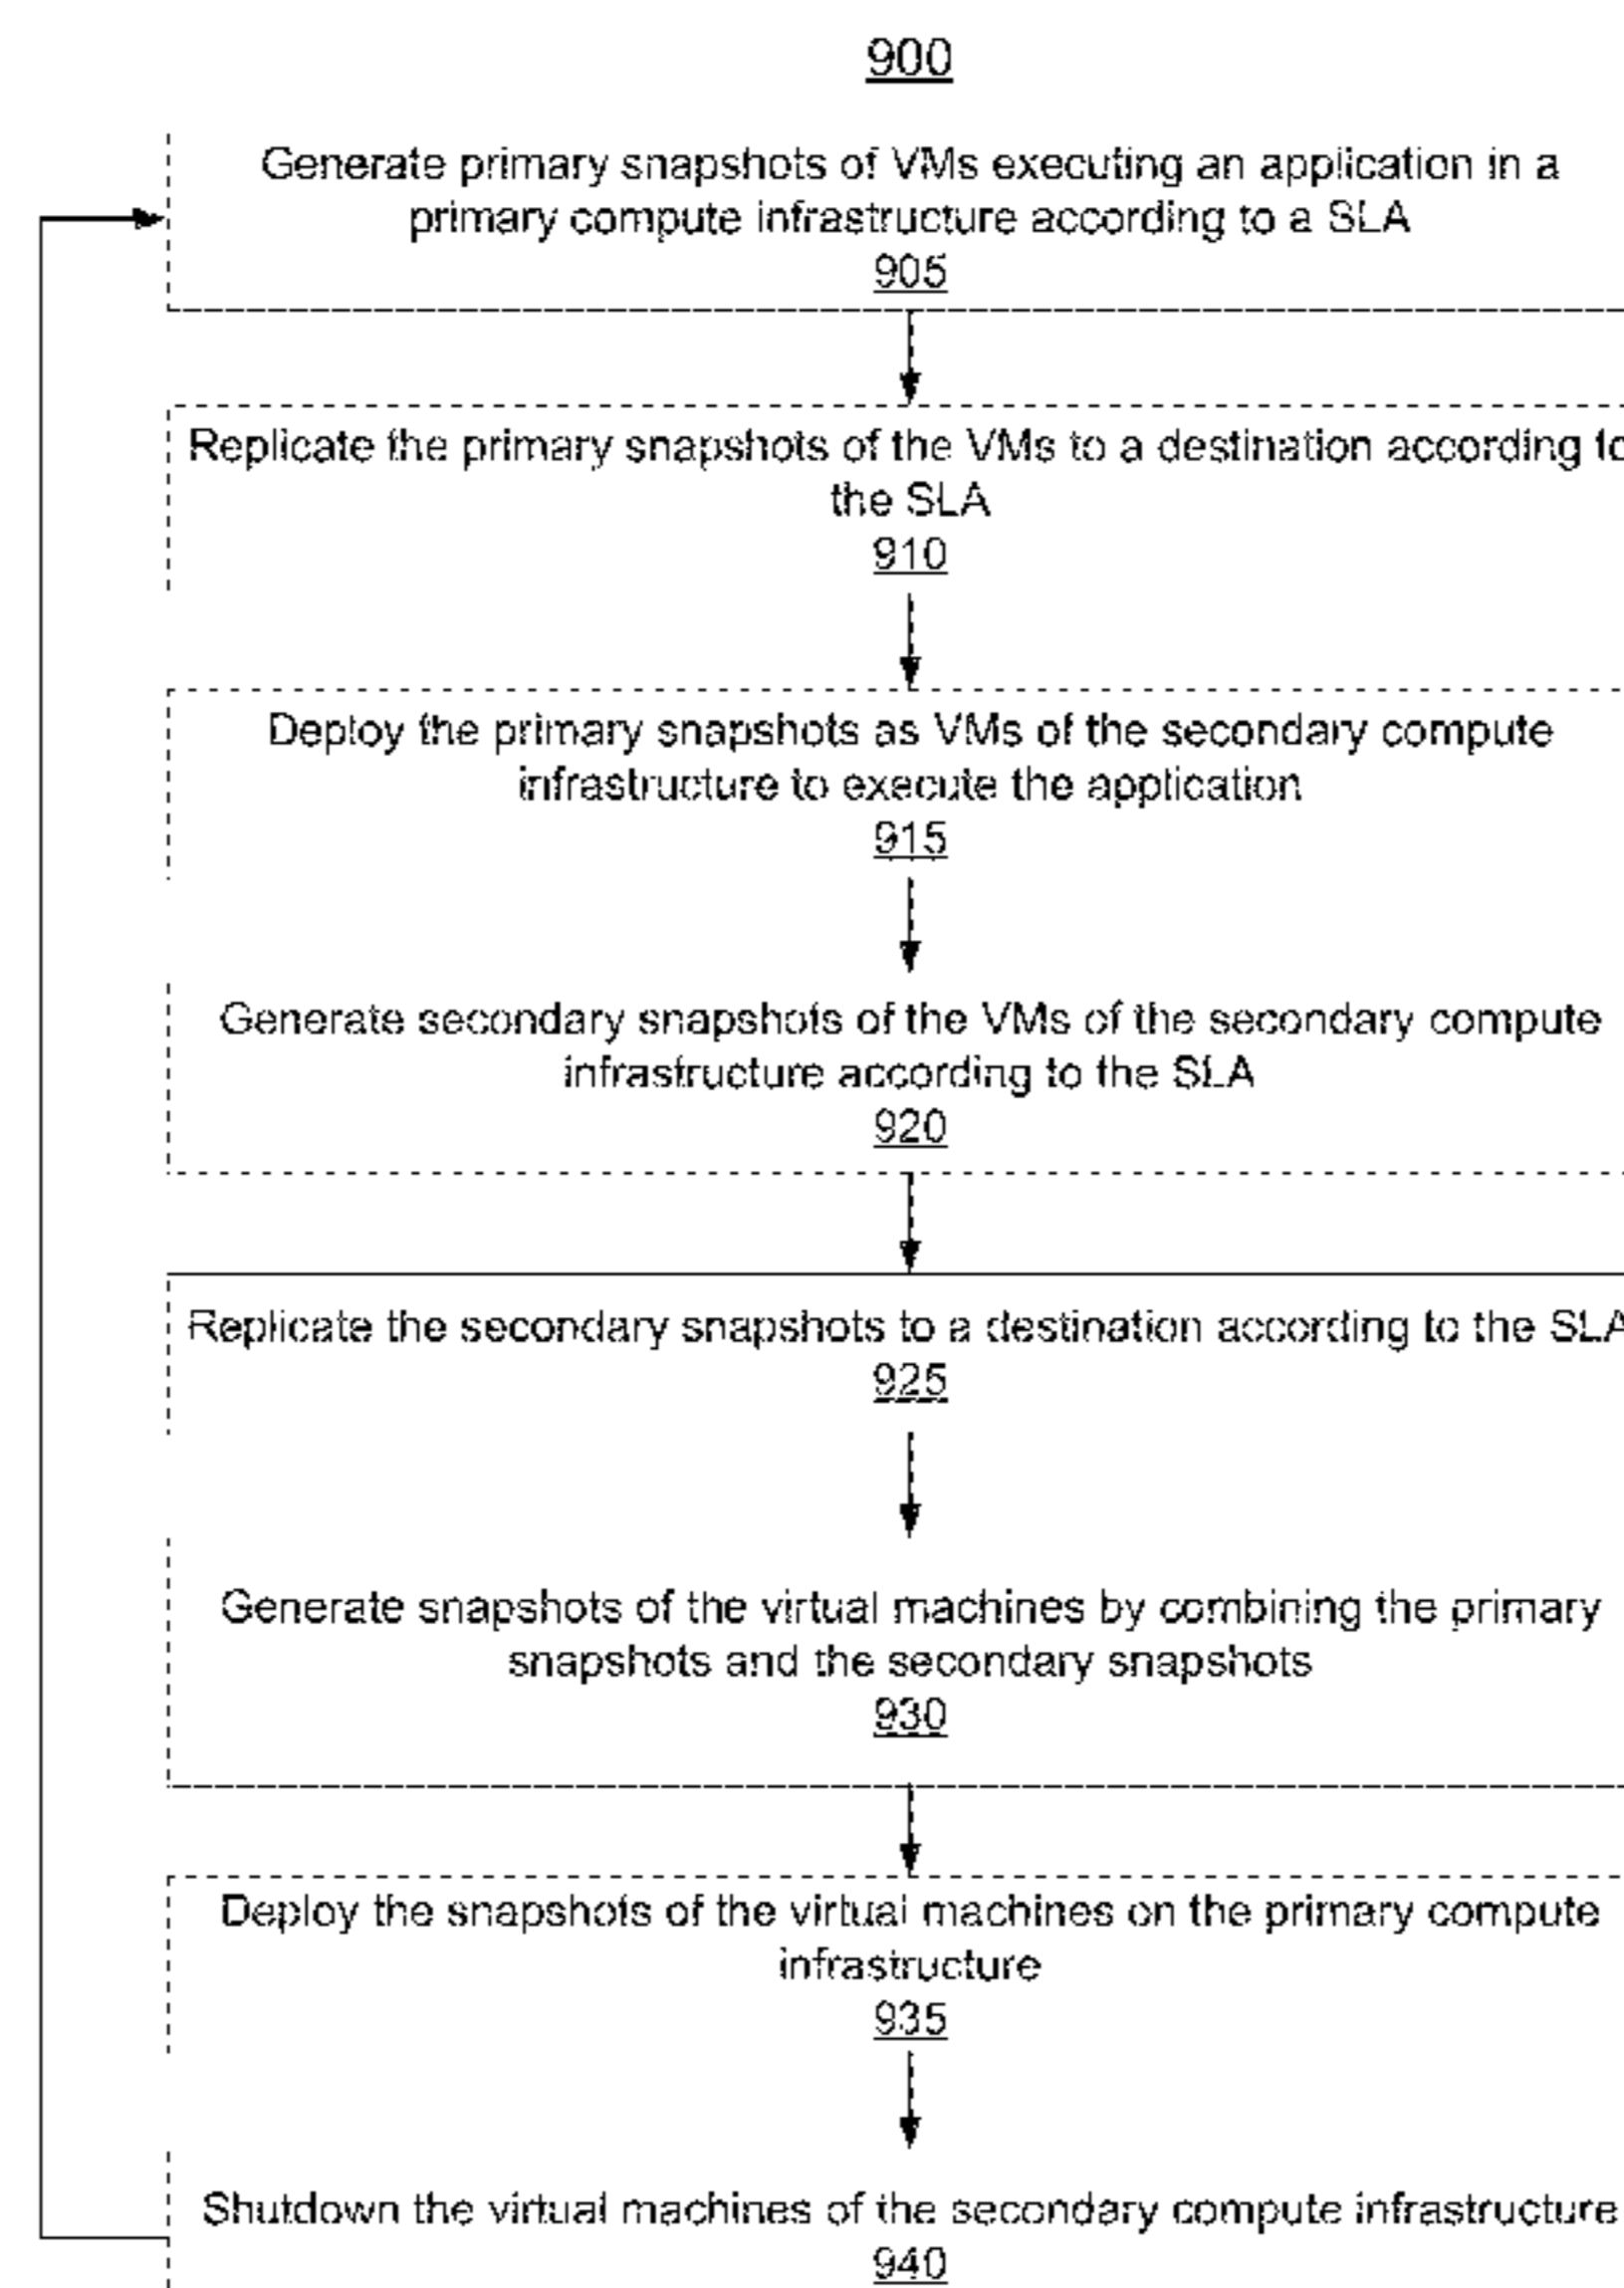 900
Generate primary snapshots of VMs executing an application in a
primary compute infrastructure according to a SLA
905
Replicate the primary snapshots of the VMs to a destination according to
the SLA
910
Deploy the primary snapshots as VMs of the secondary compute
infrastructure to execute the application
915
Generate secondary snapshots of the VMs of the secondary compute
infrastructure according to the SLA
920
Replicate the secondary snapshots to a destination according to the SLA
925
Generate snapshots of the virtual machines by combining the primary
snapshots and the secondary snapshots
930
Deploy the snapshots of the virtual machines on the primary compute
infrastructure
935
Shutdown the virtual machines of the secondary compute infrastructure
940